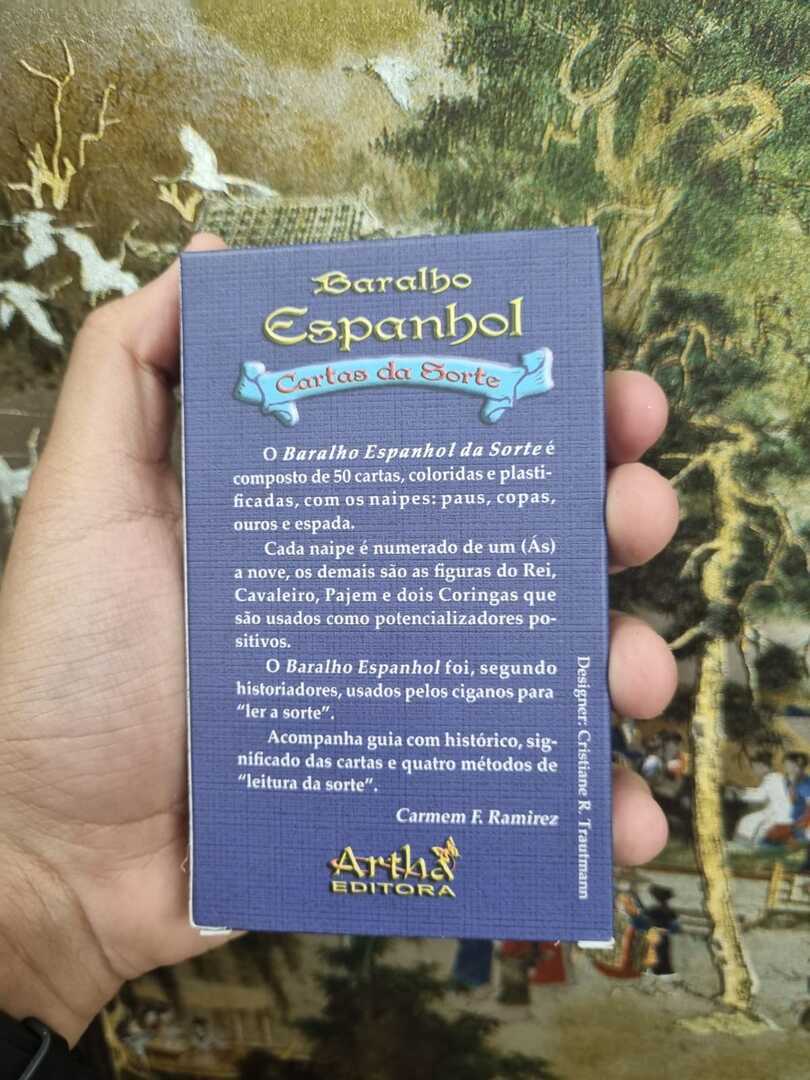 Baralho
Espanhol
Cartas da Sorte
O Baralho Espanhol da Sorte é
composto de 50 cartas, coloridas e plasti-
ficadas, com os naipes: paus, copas,
ouros e espada.
Cada naipe é numerado de um (Ás)
a nove, os demais são as figuras do Rei,
Cavaleiro, Pajem e dois Coringas que
são usados como potencializadores po-
sitivos.
O Baralho Espanhol foi, segundo
historiadores, usados pelos ciganos para
“ler a sorte”.
Acompanha guia com histórico, sig-
nificado das cartas e quatro métodos de
“leitura da sorte”.
Carmem F. Ramirez
Artha
EDITORA
Designer: Cristiane R. Trautmann